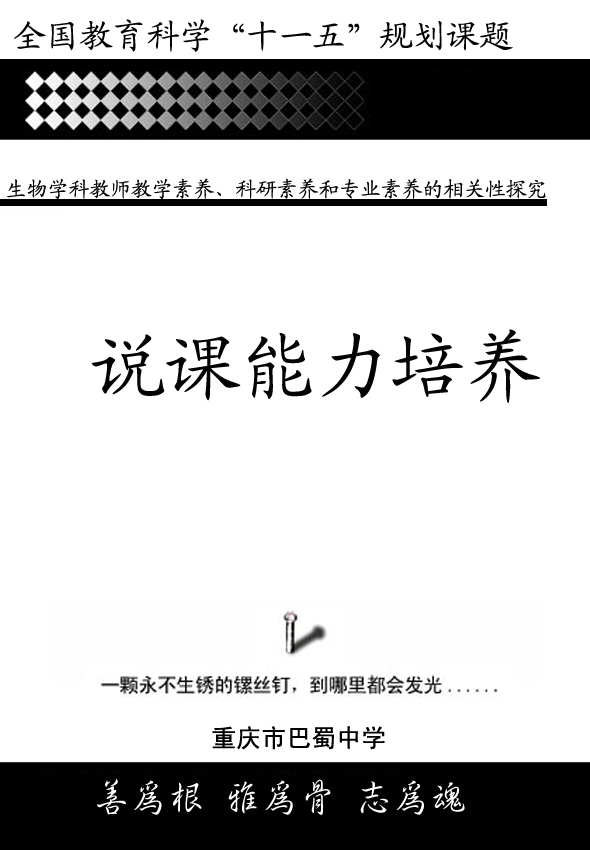 全国教育科学“十一五”规划课题
生物学科教师教学素养、科研素养和专业素养的相关性探究
说课能力培养
一颗永不生锈的镙丝钉，到哪里都会发光......
重庆市巴蜀中学
善爲根 雅爲骨 志爲魂